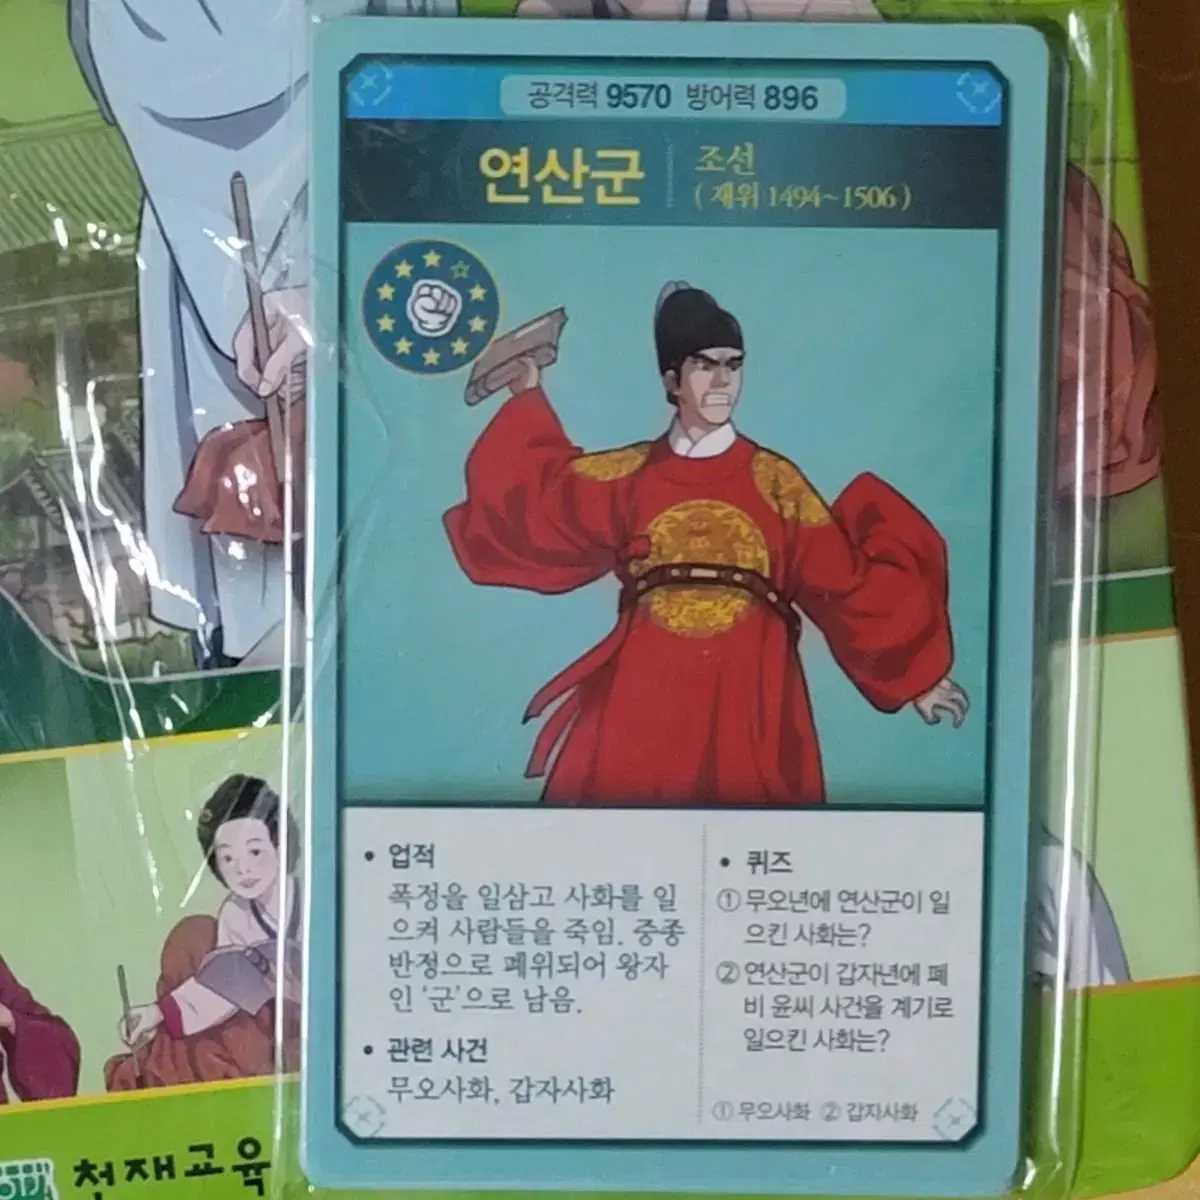 공격력 9570 방어력 896
연산군
조선
( 재위 1494~1506 )
• 업적
폭정을 일삼고 사화를 일
으켜 사람들을 죽임. 중종
반정으로 폐위되어 왕자
인 '군'으로 남음.
• 관련 사건
무오사화, 갑자사화
• 퀴즈
① 무오년에 연산군이 일
으킨 사화는?
② 연산군이 갑자년에 폐
비 윤씨 사건을 계기로
일으킨 사화는?
① 무오사화 ② 갑자사화
천재교육